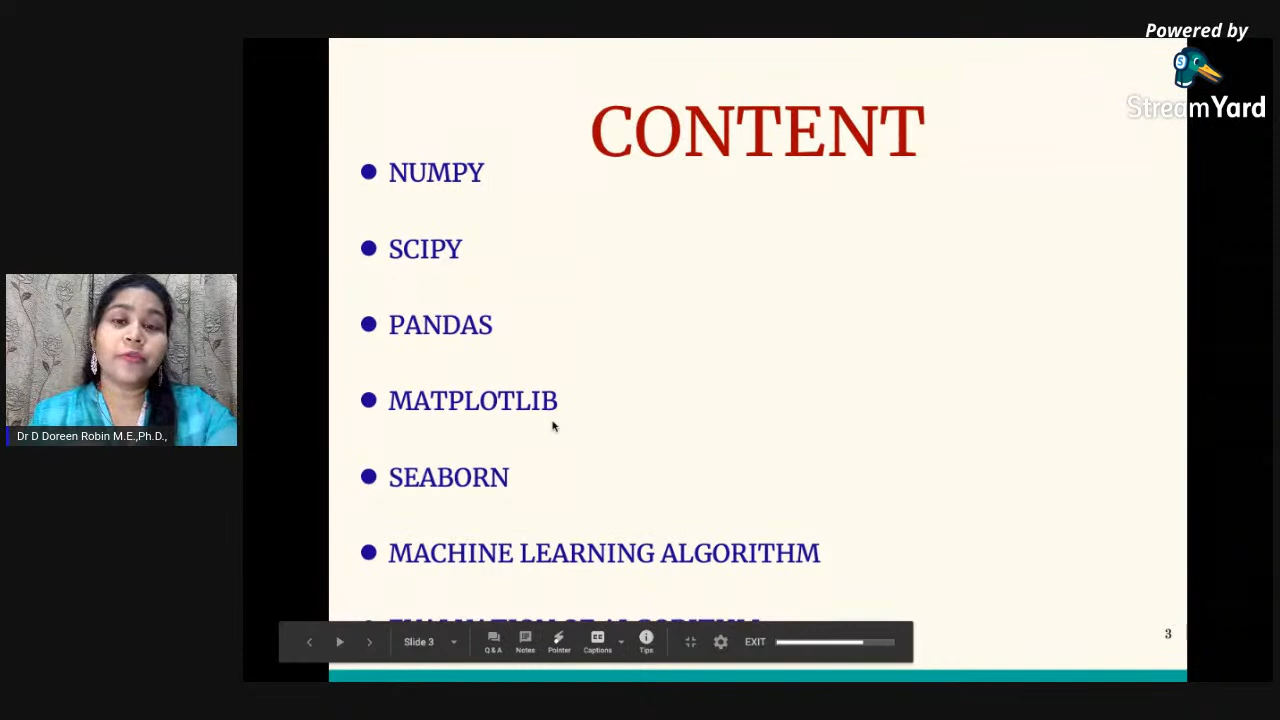 Powered by
StreamYard
CONTENT
NUMPY
SCIPY
PANDAS
MATPLOTLIB
SEABORN
MACHINE LEARNING ALGORITHM
Dr D Doreen Robin M.E.,Ph.D.,
3
Slide 3
Q & A
Notes
Pointer
Captions
Tips
EXIT